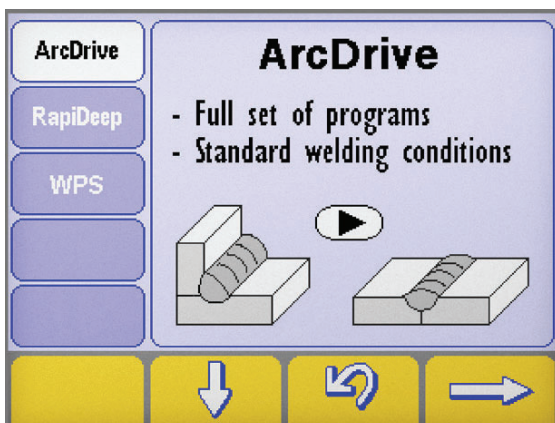 ArcDrive
RapiDeep
WPS
ArcDrive
- Full set of programs
- Standard welding conditions